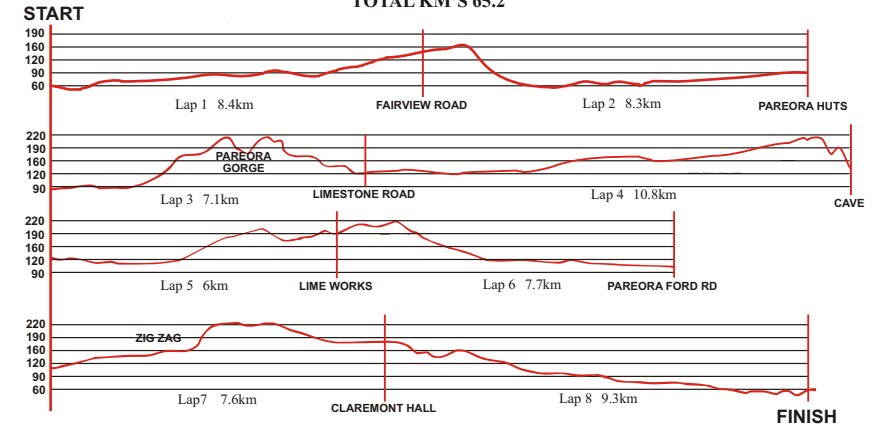 TOTAL KM'S 65.2
START
190
160
120
90
60
Lap 1 8.4km
FAIRVIEW ROAD
Lap 2 8.3km
PAREORA HUTS
220
190
160
120
90
PAREORA
GORGE
Lap 3 7.1km
LIMESTONE ROAD
Lap 4 10.8km
CAVE
220
190
160
120
90
Lap 5 6km
LIME WORKS
Lap 6 7.7km
PAREORA FORD RD
220
190
160
120
90
60
ZIG ZAG
Lap7 7.6km
CLAREMONT HALL
Lap 8 9.3km
FINISH